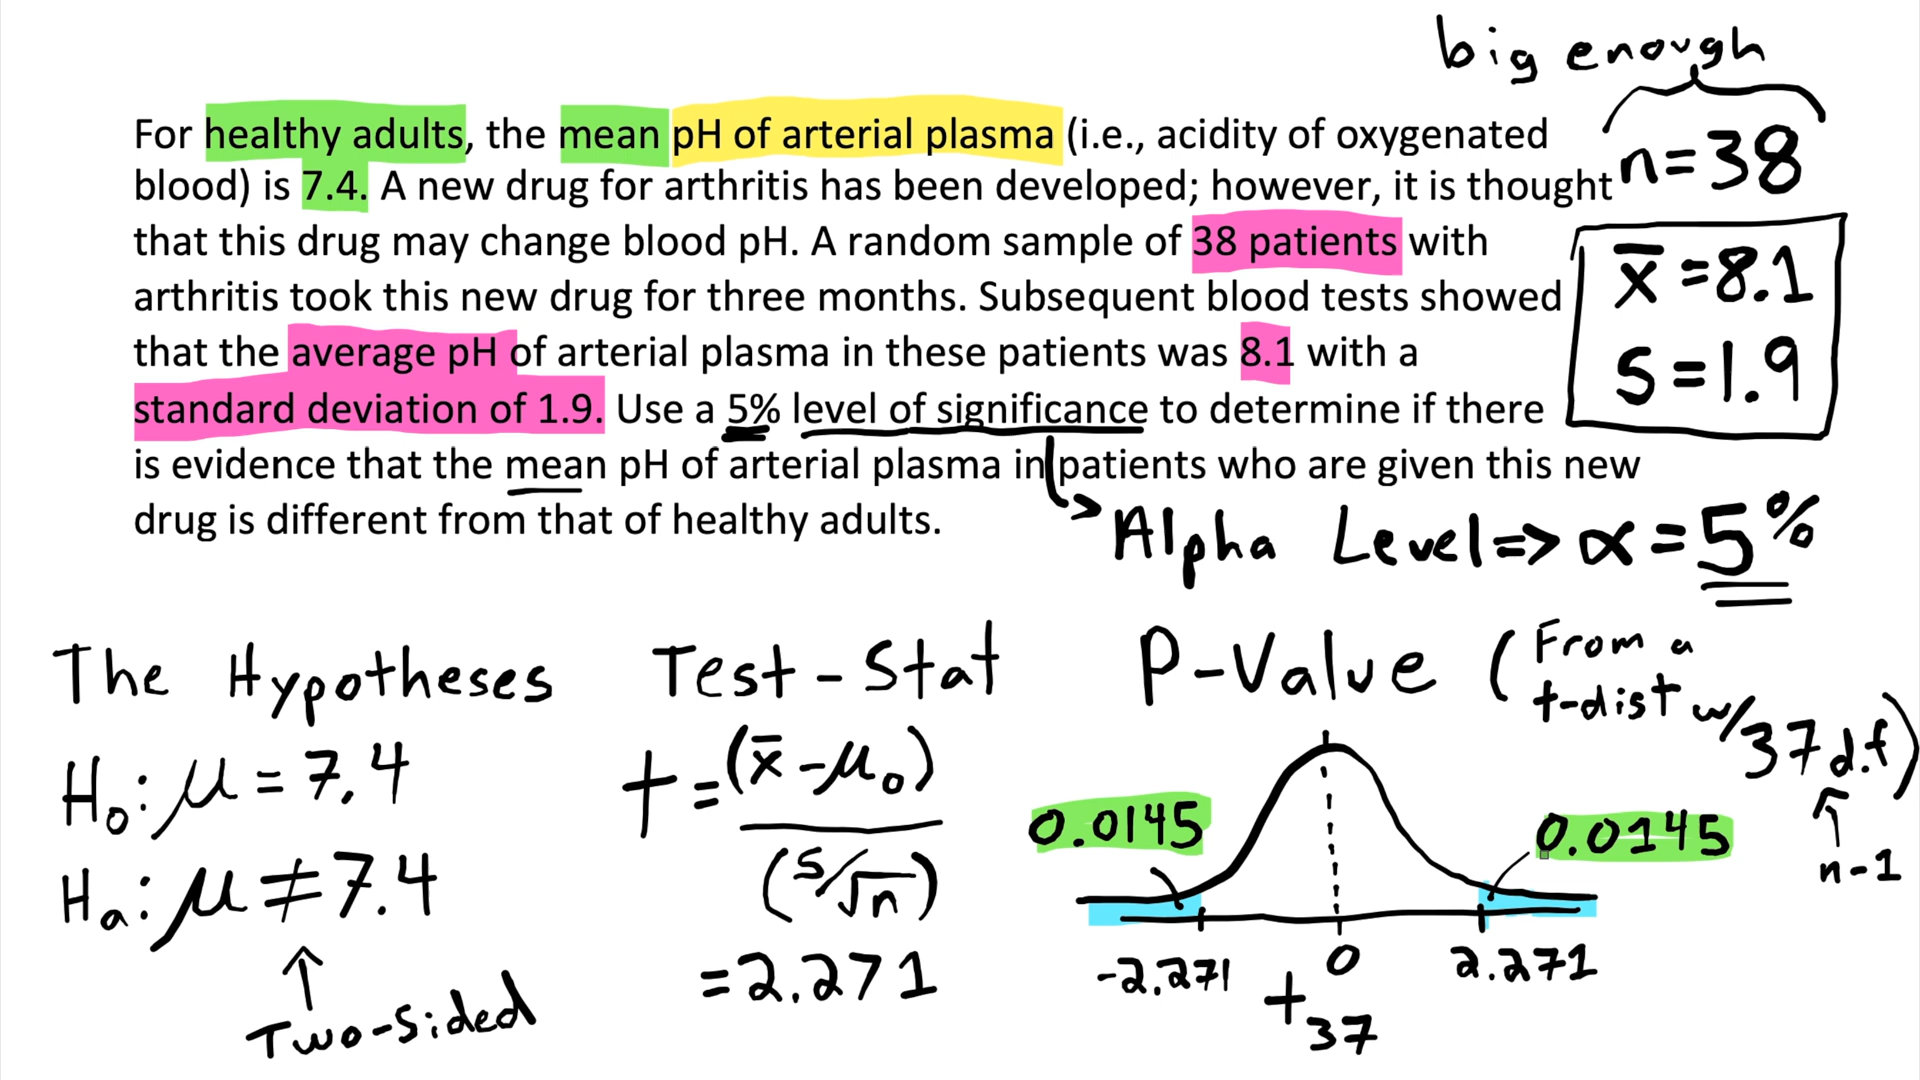 big enough
For healthy adults, the mean pH of arterial plasma (i.e., acidity of oxygenated
blood) is 7.4. A new drug for arthritis has been developed; however, it is thought
that this drug may change blood pH. A random sample of 38 patients with
arthritis took this new drug for three months. Subsequent blood tests showed
that the average pH of arterial plasma in these patients was 8.1 with a
standard deviation of 1.9. Use a 5% level of significance to determine if there
is evidence that the mean pH of arterial plasma in patients who are given this new
drug is different from that of healthy adults.
n=38
x̄=8.1
S=1.9
Alpha Level=> α=5%
The Hypotheses
H₀: μ=7.4
Hₐ: μ≠7.4
Two-Sided
Test-Stat
t=(x̄-μ₀)
(s/√n)
=2.271
P-Value (From a
t-dist w/37 d.f)
n-1
0.0145
0.0145
-2.271 0 2.271
t₃₇